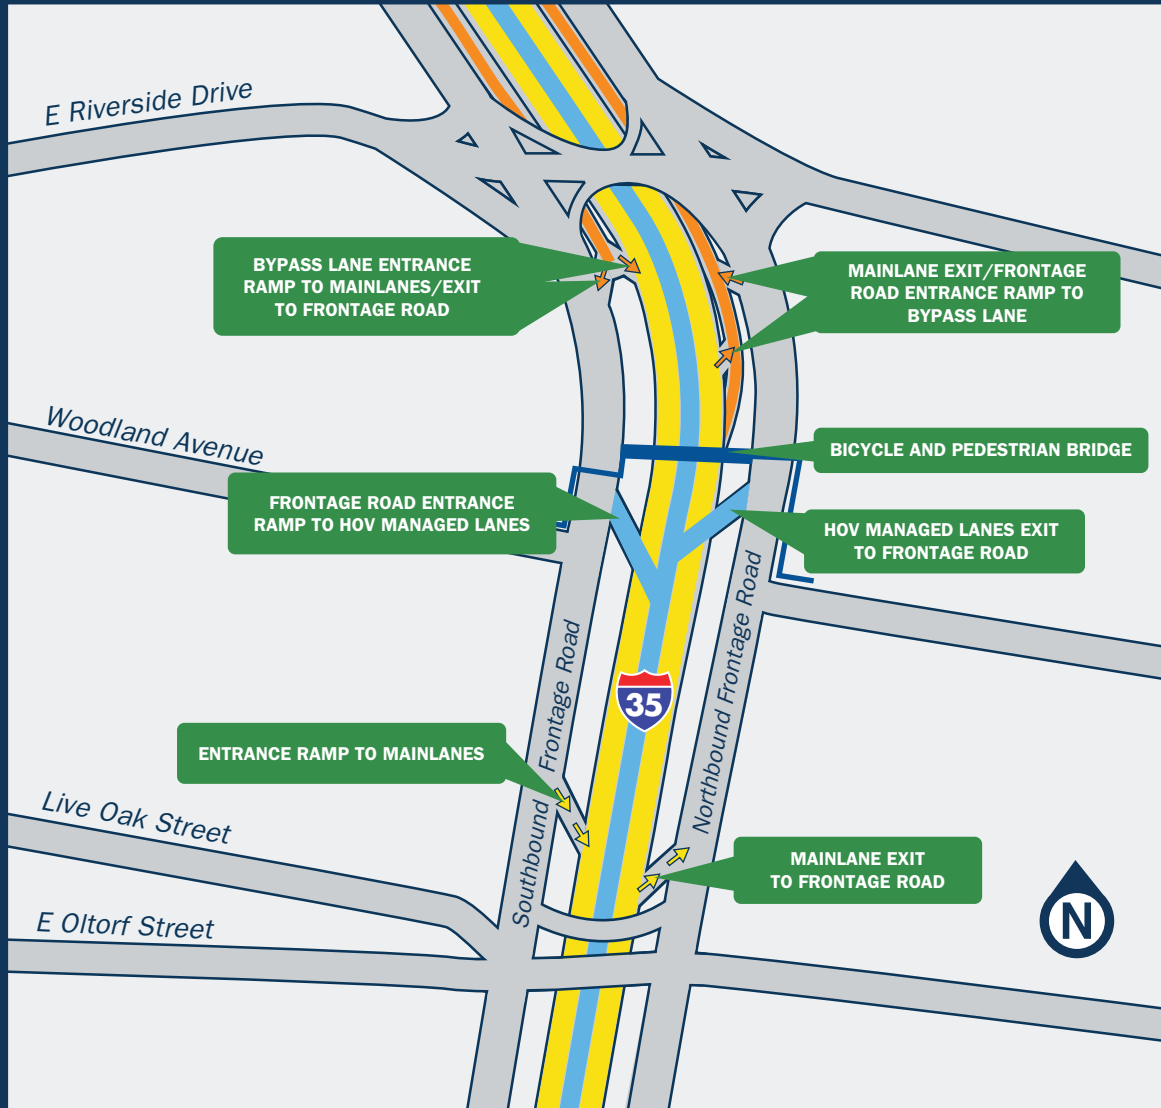 E Riverside Drive
BYPASS LANE ENTRANCE
RAMP TO MAINLANES/EXIT
TO FRONTAGE ROAD
MAINLANE EXIT/FRONTAGE
ROAD ENTRANCE RAMP TO
BYPASS LANE
Woodland Avenue
BICYCLE AND PEDESTRIAN BRIDGE
FRONTAGE ROAD ENTRANCE
RAMP TO HOV MANAGED LANES
HOV MANAGED LANES EXIT
TO FRONTAGE ROAD
Southbound Frontage Road
Northbound Frontage Road
35
ENTRANCE RAMP TO MAINLANES
Live Oak Street
MAINLANE EXIT
TO FRONTAGE ROAD
E Oltorf Street
N